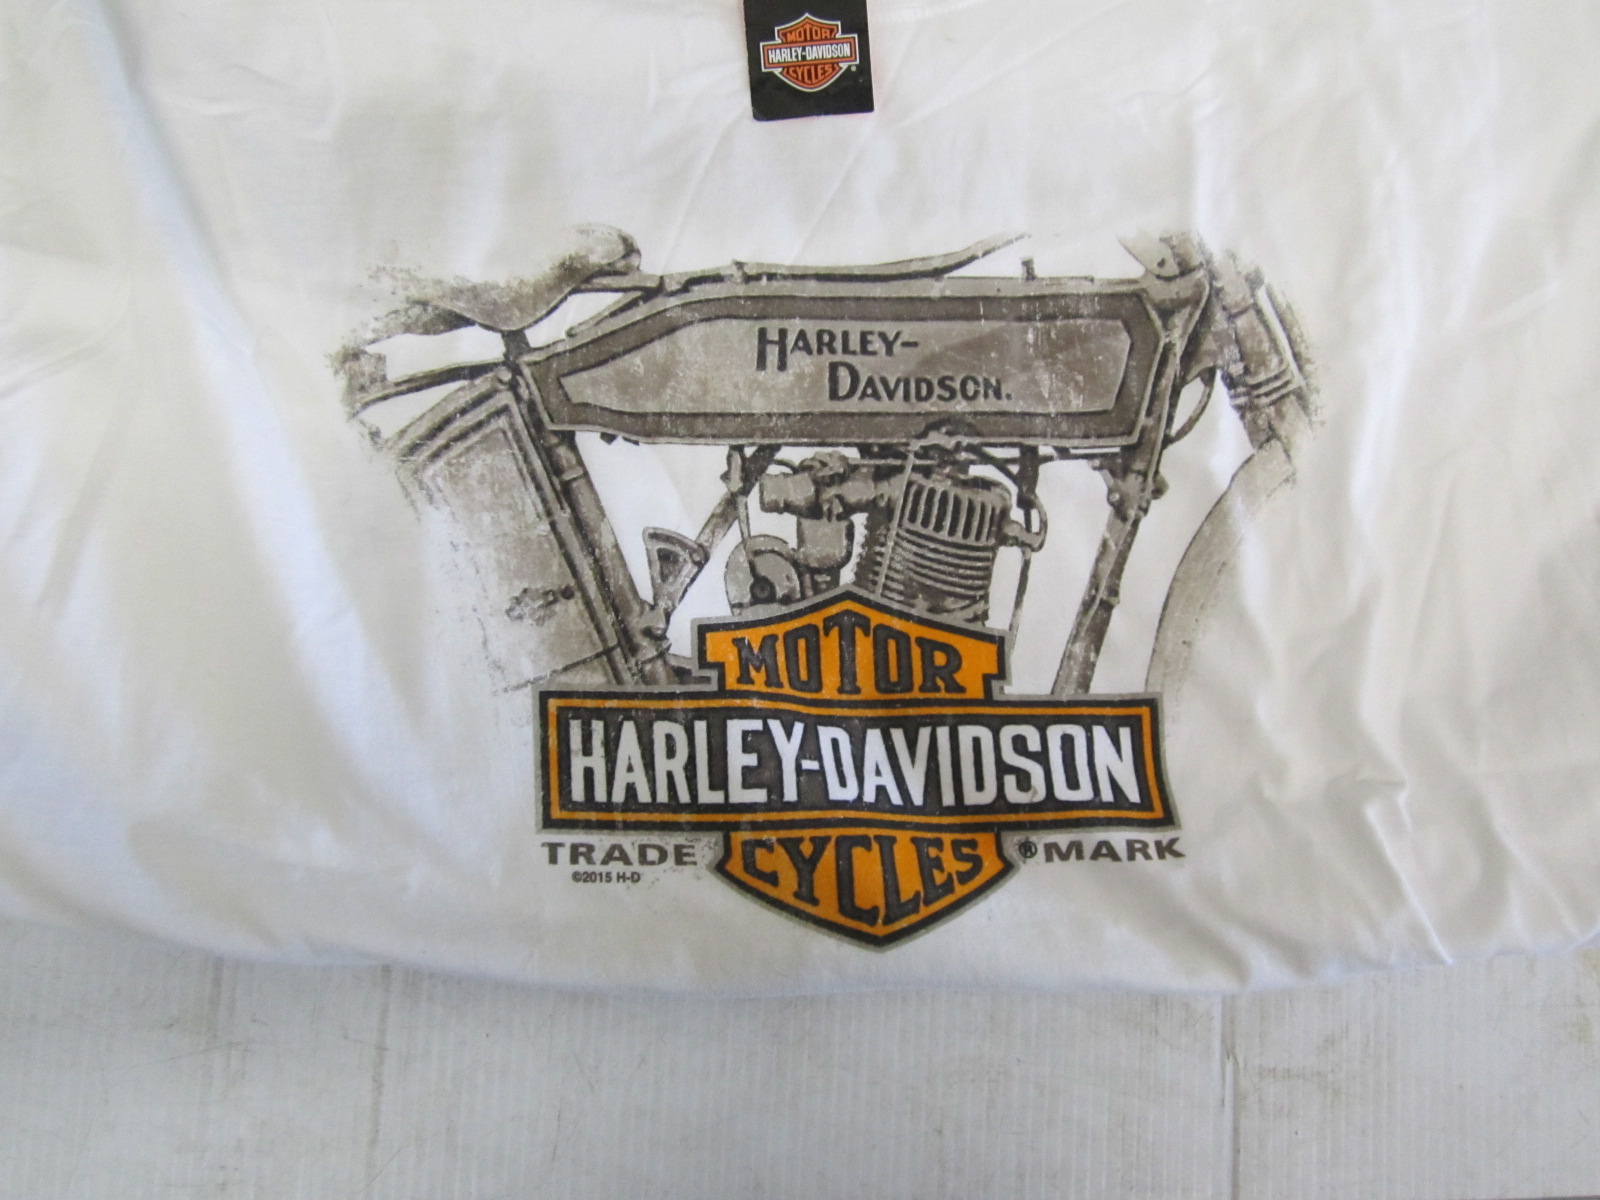 MOTOR
HARLEY-DAVIDSON
CYCLES
®
HARLEY-
DAVIDSON.
MOTOR
HARLEY-DAVIDSON
CYCLES
TRADE ® MARK
©2015 H-D